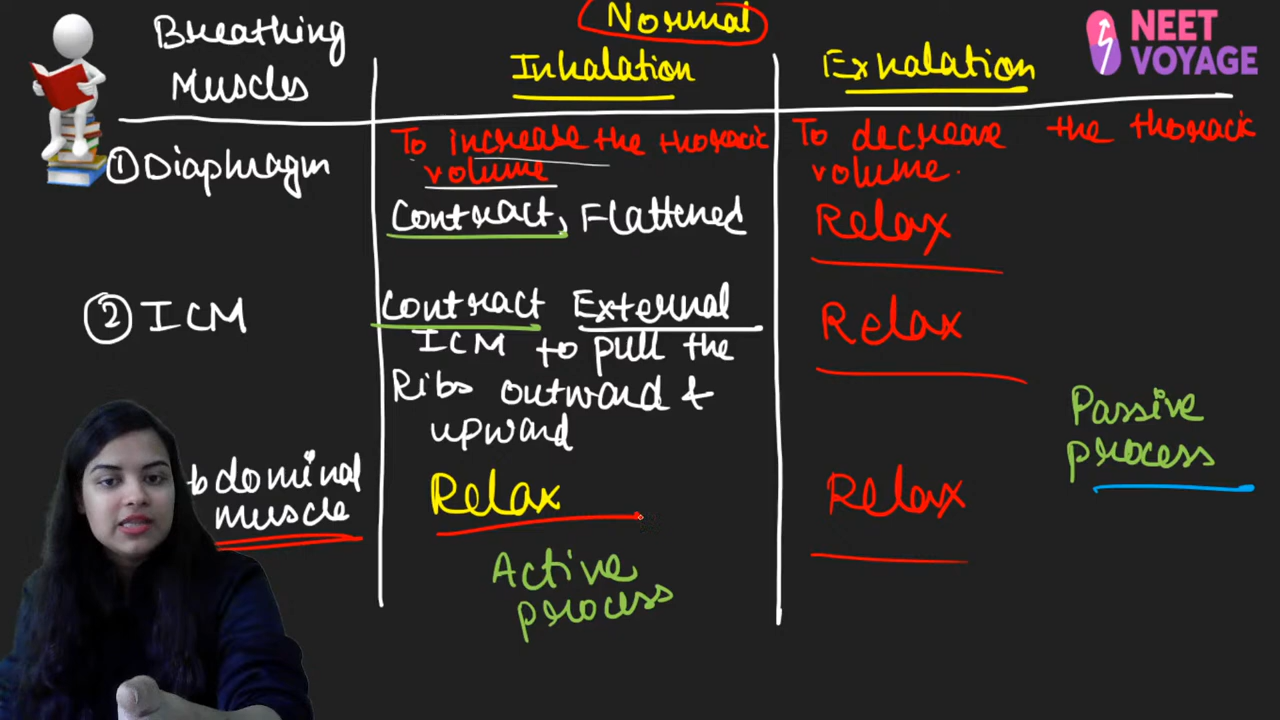 Normal
NEET
VOYAGE
Breathing
Muscles
Inhalation
Exhalation
To increase the thoracic
volume
To decrease the thoracic
volume.
① Diaphragm
Contract, Flattened
Relax
② ICM
Contract External
ICM to pull the
Ribs outward &
upward
Relax
Passive
process
bdominal
muscle
Relax
Relax
Active
process